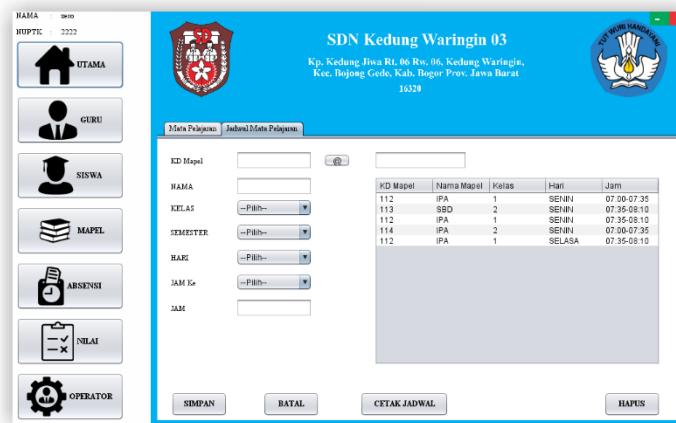 NAMA : zero
NUPTK : 2222
UTAMA
GURU
SISWA
MAPEL
ABSENSI
NILAI
OPERATOR
SD
TUT WURI HANDAYANI
SDN Kedung Waringin 03
Kp. Kedung Jiwa Rt. 06 Rw. 06, Kedung Waringin,
Kec. Bojong Gede, Kab. Bogor Prov. Jawa Barat
16320
Mata Pelajaran Jadwal Mata Pelajaran
KD Mapel @
NAMA
KELAS --Pilih--
SEMESTER --Pilih--
HARI --Pilih--
JAM Ke --Pilih--
JAM
KD Mapel Nama Mapel Kelas Hari Jam
112 IPA 1 SENIN 07:00-07:35
113 SBD 2 SENIN 07:35-08:10
112 IPA 1 SENIN 07:35-08:10
114 IPA 2 SENIN 07:00-07:35
112 IPA 1 SELASA 07:35-08:10
SIMPAN BATAL CETAK JADWAL HAPUS